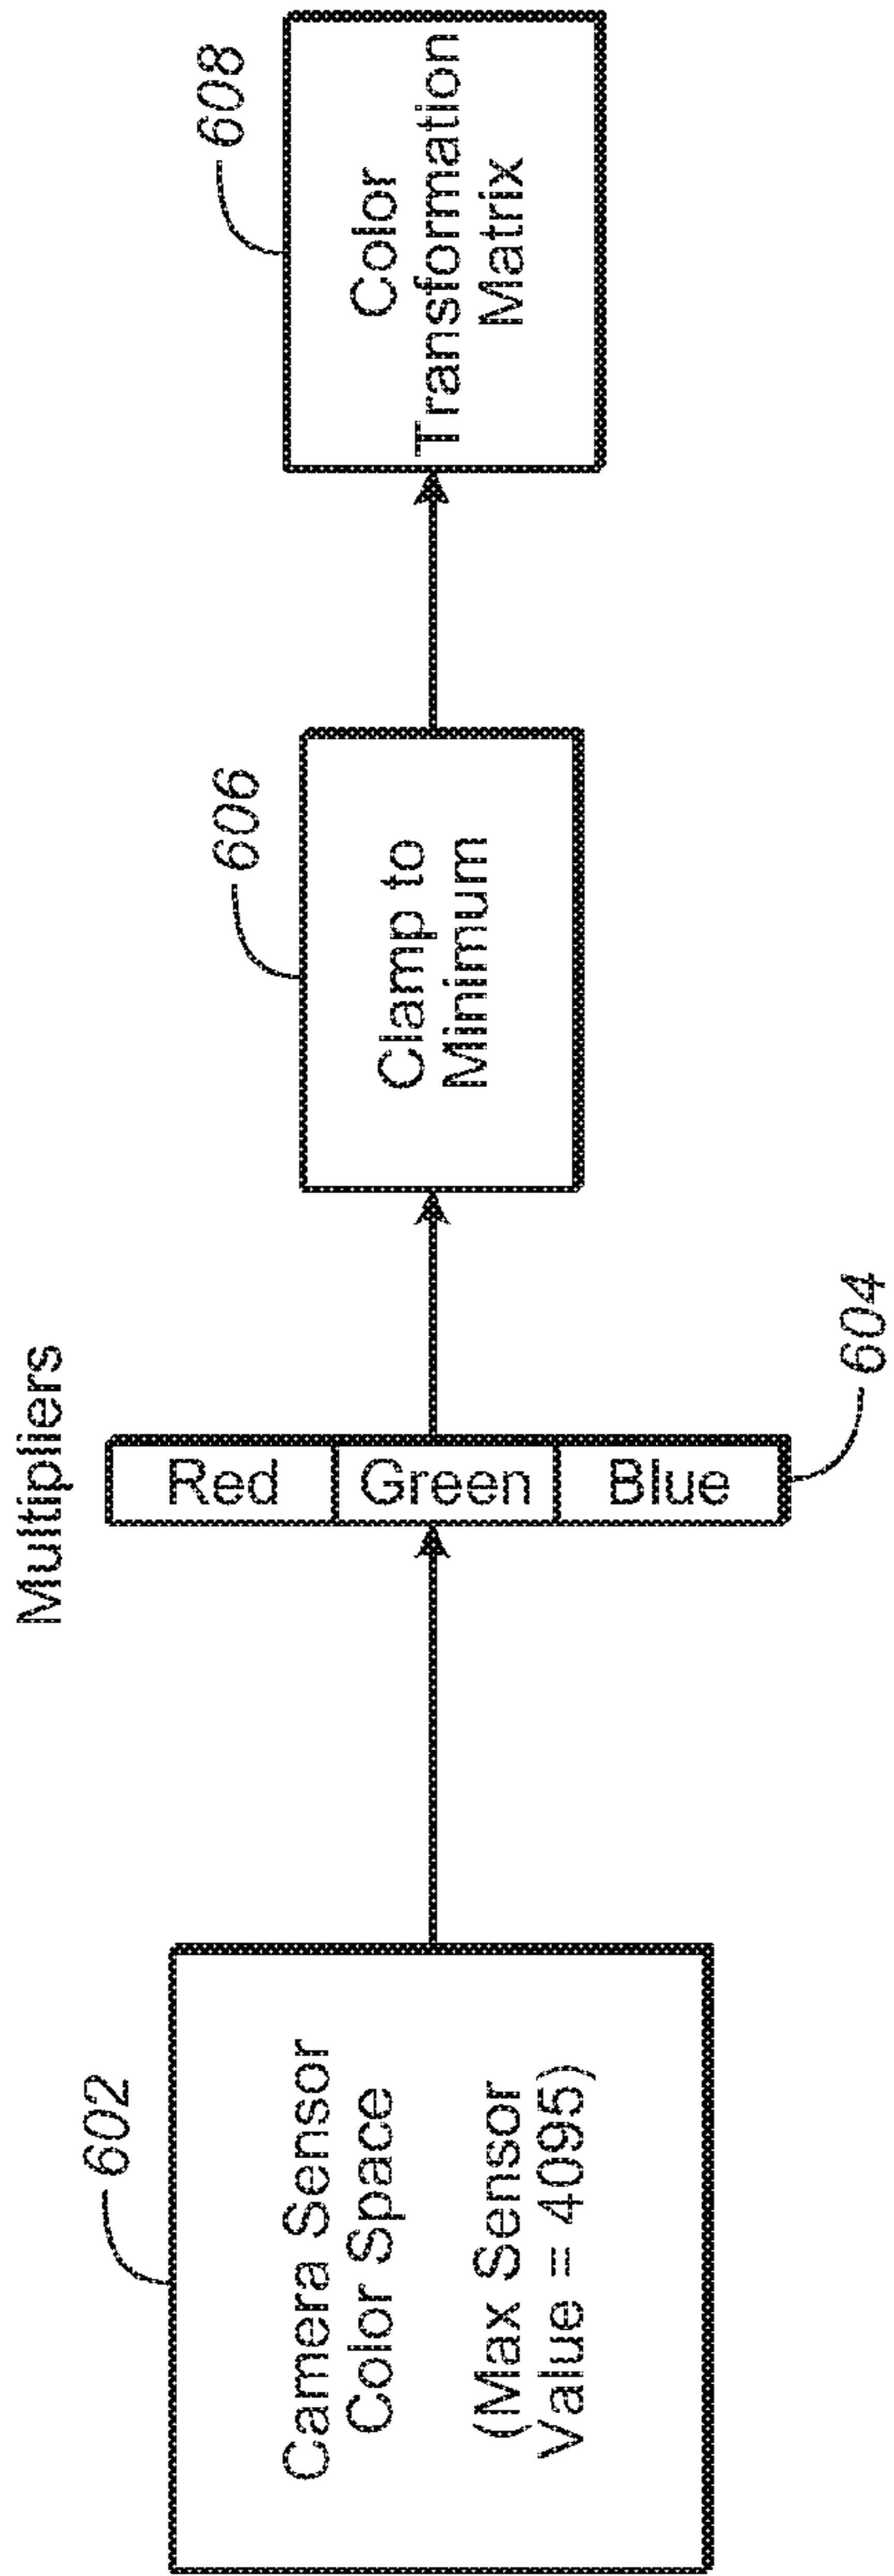 602
Camera Sensor
Color Space
(Max Sensor
Value = 4095)
Multipliers
Red
Green
Blue
604
606
Clamp to
Minimum
608
Color
Transformation
Matrix